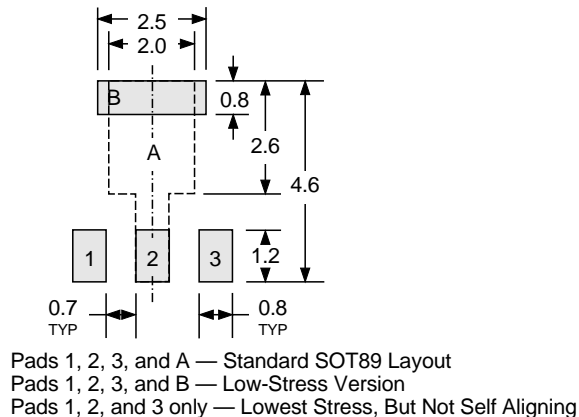 2.5
2.0
B
0.8
A
2.6
4.6
1
2
3
1.2
0.7
TYP
0.8
TYP
Pads 1, 2, 3, and A — Standard SOT89 Layout
Pads 1, 2, 3, and B — Low-Stress Version
Pads 1, 2, and 3 only — Lowest Stress, But Not Self Aligning